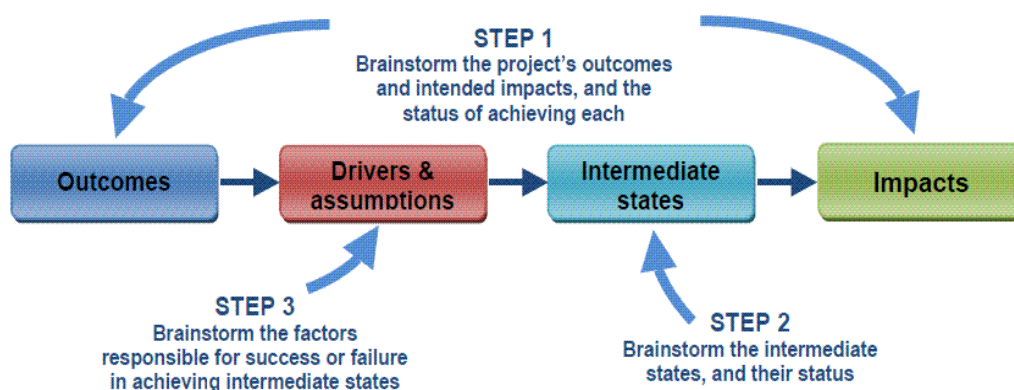 STEP 1
Brainstorm the project's outcomes
and intended impacts, and the
status of achieving each
Outcomes
Drivers &
assumptions
Intermediate
states
Impacts
STEP 3
Brainstorm the factors
responsible for success or failure
in achieving intermediate states
STEP 2
Brainstorm the intermediate
states, and their status